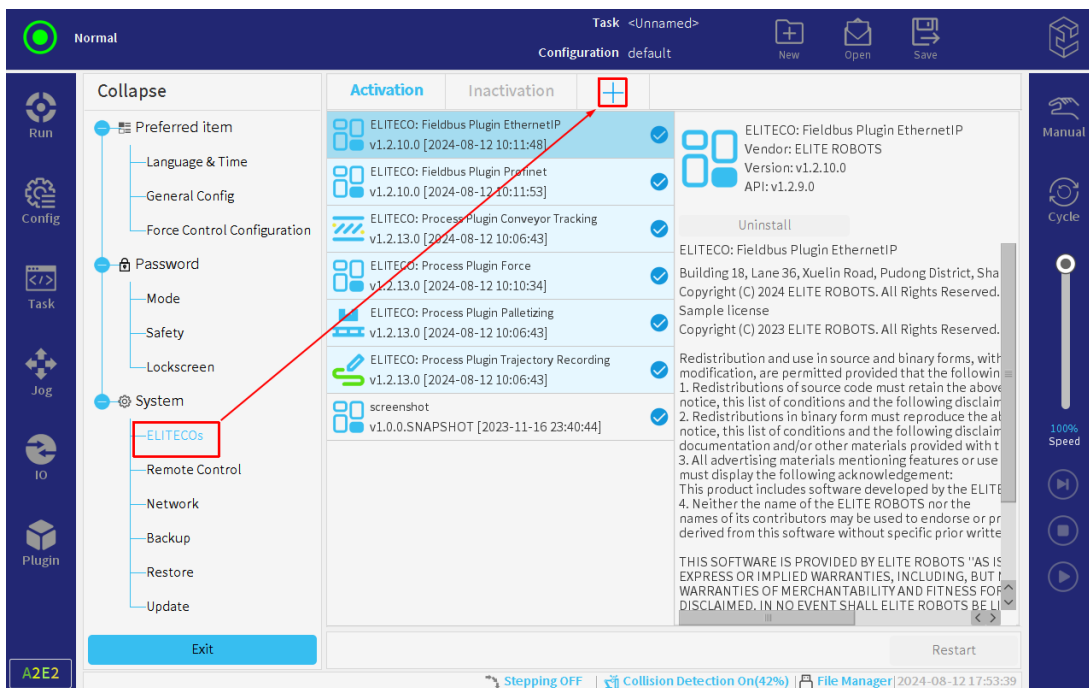 Normal
Task <Unnamed>
Configuration default
New
Open
Save
Run
Config
Task
Jog
IO
Plugin
A2E2
Collapse
Preferred item
Language & Time
General Config
Force Control Configuration
Password
Mode
Safety
Lockscreen
System
ELITECOs
Remote Control
Network
Backup
Restore
Update
Exit
Activation
Inactivation
ELITECO: Fieldbus Plugin EthernetIP
v1.2.10.0 [2024-08-12 10:11:48]
ELITECO: Fieldbus Plugin Profinet
v1.2.10.0 [2024-08-12 10:11:53]
ELITECO: Process Plugin Conveyor Tracking
v1.2.13.0 [2024-08-12 10:06:43]
ELITECO: Process Plugin Force
v1.2.13.0 [2024-08-12 10:10:34]
ELITECO: Process Plugin Palletizing
v1.2.13.0 [2024-08-12 10:06:43]
ELITECO: Process Plugin Trajectory Recording
v1.2.13.0 [2024-08-12 10:06:43]
screenshot
v1.0.0.SNAPSHOT [2023-11-16 23:40:44]
ELITECO: Fieldbus Plugin EthernetIP
Vendor: ELITE ROBOTS
Version: v1.2.10.0
API: v1.2.9.0
Uninstall
ELITECO: Fieldbus Plugin EthernetIP
Building 18, Lane 36, Xuelin Road, Pudong District, Sha
Copyright (C) 2024 ELITE ROBOTS. All Rights Reserved.
Sample license
Copyright (C) 2023 ELITE ROBOTS. All Rights Reserved.
Redistribution and use in source and binary forms, with
modification, are permitted provided that the followin
1. Redistributions of source code must retain the above
notice, this list of conditions and the following disclaim
2. Redistributions in binary form must reproduce the a
notice, this list of conditions and the following disclaim
documentation and/or other materials provided with t
3. All advertising materials mentioning features or use
must display the following acknowledgement:
This product includes software developed by the ELITE
4. Neither the name of the ELITE ROBOTS nor the
names of its contributors may be used to endorse or pr
derived from this software without specific prior writte
THIS SOFTWARE IS PROVIDED BY ELITE ROBOTS ''AS IS
EXPRESS OR IMPLIED WARRANTIES, INCLUDING, BUT
WARRANTIES OF MERCHANTABILITY AND FITNESS FOR
DISCLAIMED. IN NO EVENT SHALL ELITE ROBOTS BE LI
Restart
Manual
Cycle
100%
Speed
Stepping OFF
Collision Detection On(42%)
File Manager
2024-08-12 17:53:39